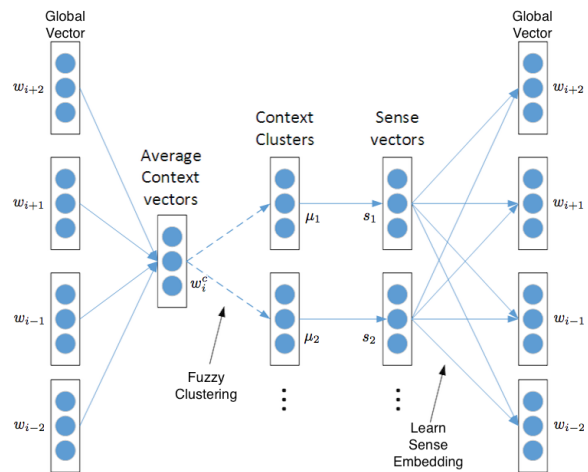 Global
Vector
w_{i+2}
w_{i+1}
w_{i-1}
w_{i-2}
Average
Context
vectors
w_i^c
Fuzzy
Clustering
Context
Clusters
μ_1
μ_2
⋮
Sense
vectors
s_1
s_2
⋮
Learn
Sense
Embedding
Global
Vector
w_{i+2}
w_{i+1}
w_{i-1}
w_{i-2}